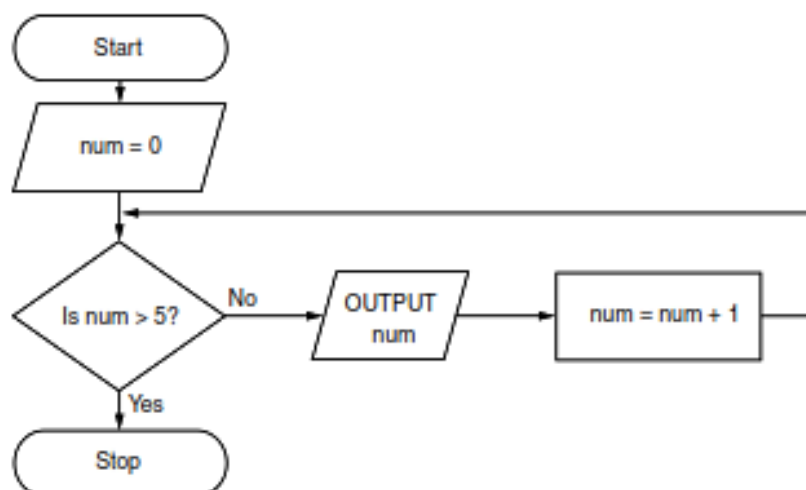 Start
num = 0
Is num > 5?
No
OUTPUT
num
num = num + 1
Yes
Stop